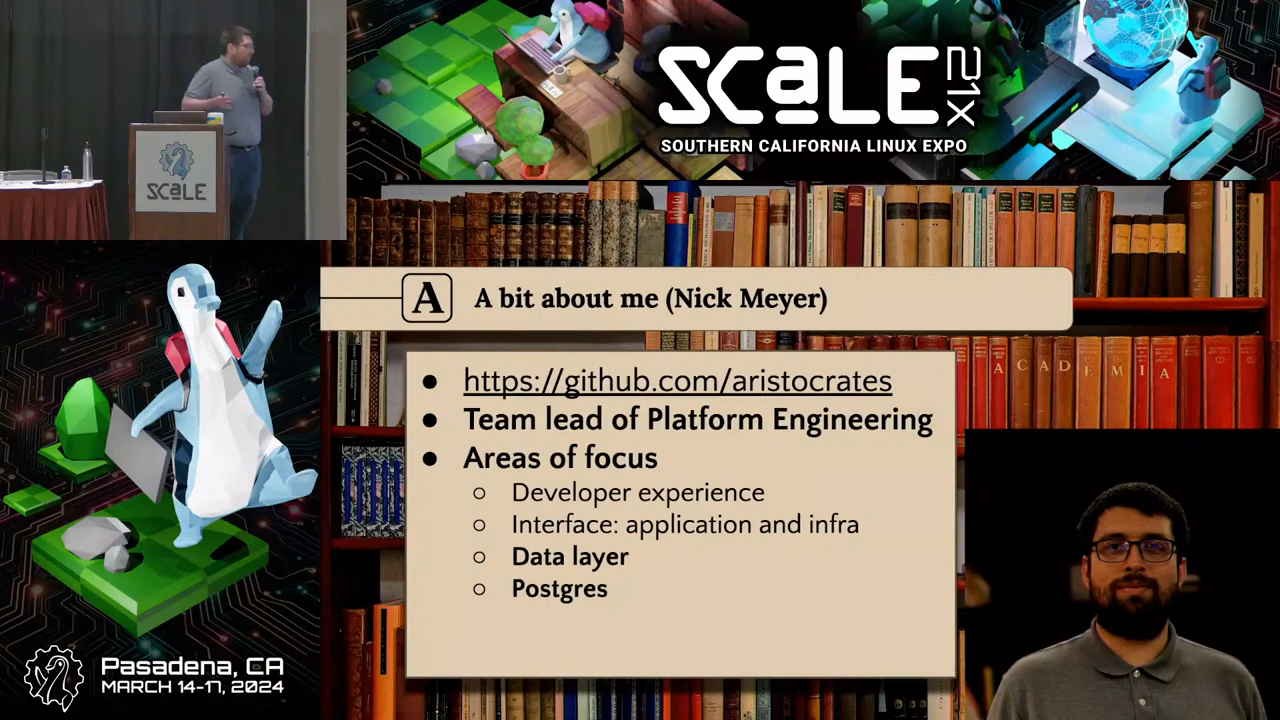 SCaLE 21x
SOUTHERN CALIFORNIA LINUX EXPO
SCaLE
A
A bit about me (Nick Meyer)
● https://github.com/aristocrates
● Team lead of Platform Engineering
● Areas of focus
○ Developer experience
○ Interface: application and infra
○ Data layer
○ Postgres
A CADEMIA
Pasadena, CA
MARCH 14-17, 2024